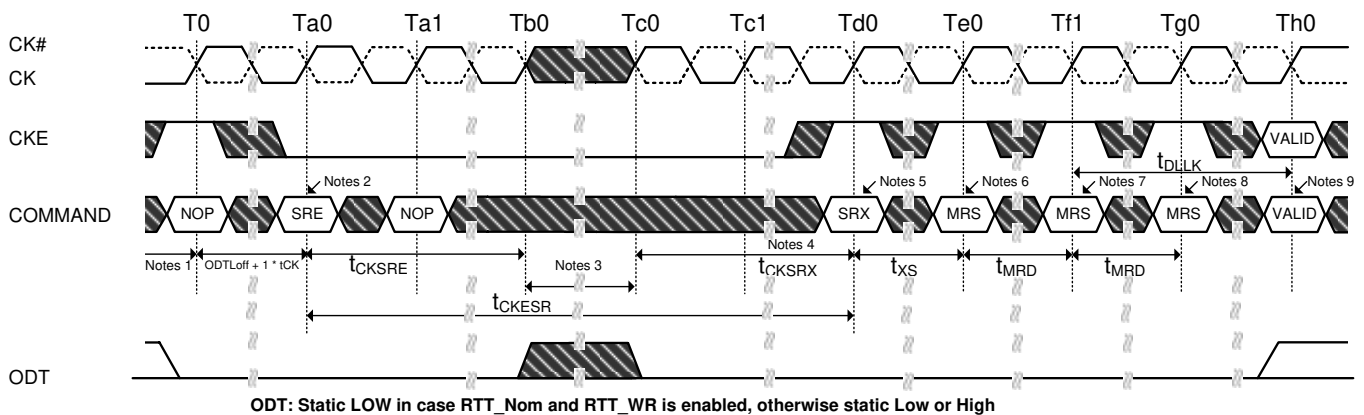 T0 Ta0 Ta1 Tb0 Tc0 Tc1 Td0 Te0 Tf1 Tg0 Th0
CK#
CK
CKE VALID
tDLLK
Notes 2 Notes 5 Notes 6 Notes 7 Notes 8 Notes 9
COMMAND NOP SRE NOP SRX MRS MRS MRS VALID
Notes 1 ODTLoff + 1 * tCK tCKSRE Notes 3 Notes 4 tCKSRX tXS tMRD tMRD
tCKESR
ODT
ODT: Static LOW in case RTT_Nom and RTT_WR is enabled, otherwise static Low or High